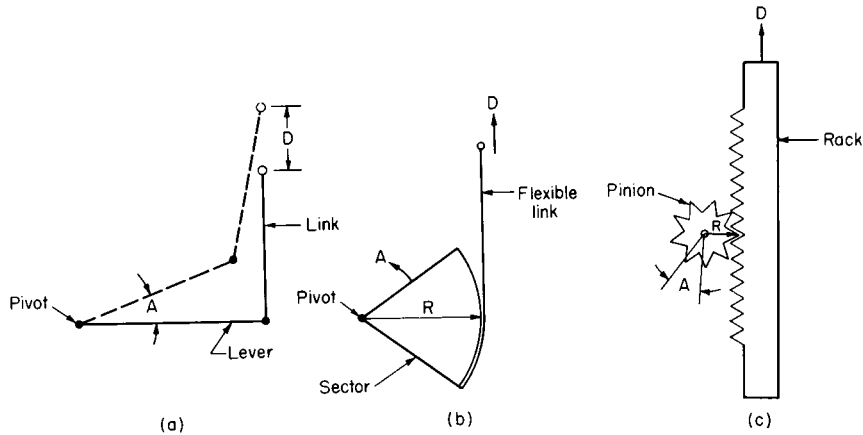 D
A
Pivot
Link
Lever
(a)
D
Flexible
link
A
Pivot
R
Sector
(b)
D
Rack
Pinion
R
A
(c)